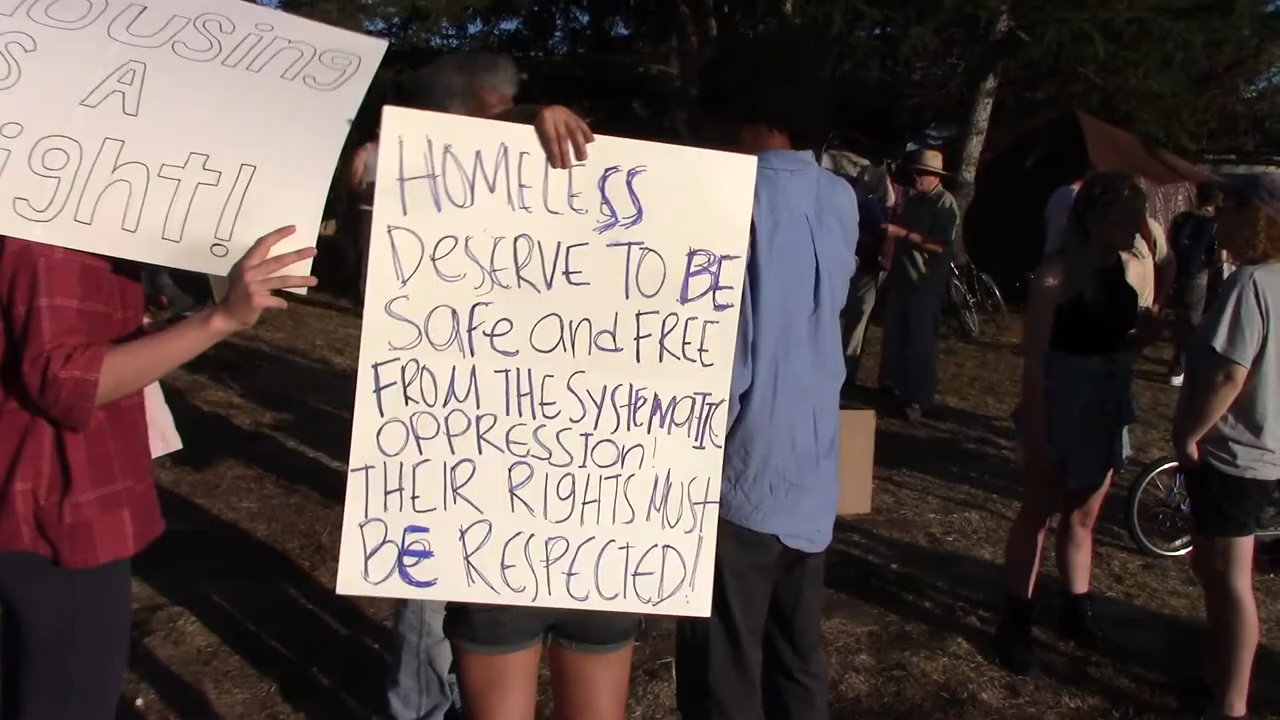 ousing
s A
ight!
HOMELESS
DeSERVE TO BE
Safe and FREE
FROM THE SYSTEMATIC
OPPRESSION!
THEIR RIGHTS MUST
BE RESPECTED!